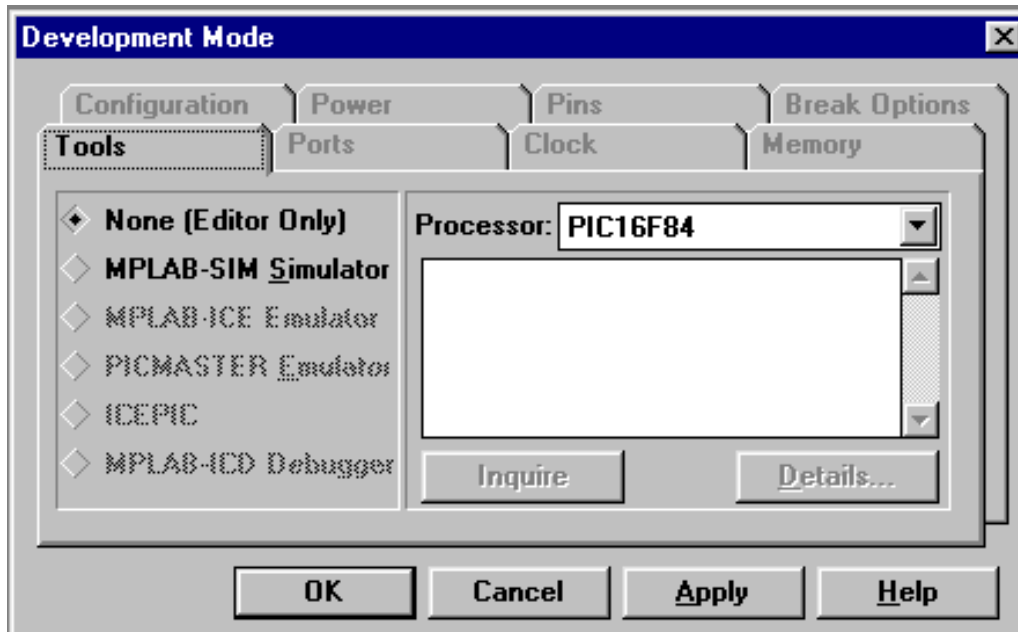 Development Mode
Configuration Power Pins Break Options
Tools Ports Clock Memory
None (Editor Only)
MPLAB-SIM Simulator
MPLAB-ICE Emulator
PICMASTER Emulator
ICEPIC
MPLAB-ICD Debugger
Processor: PIC16F84
Inquire Details...
OK Cancel Apply Help